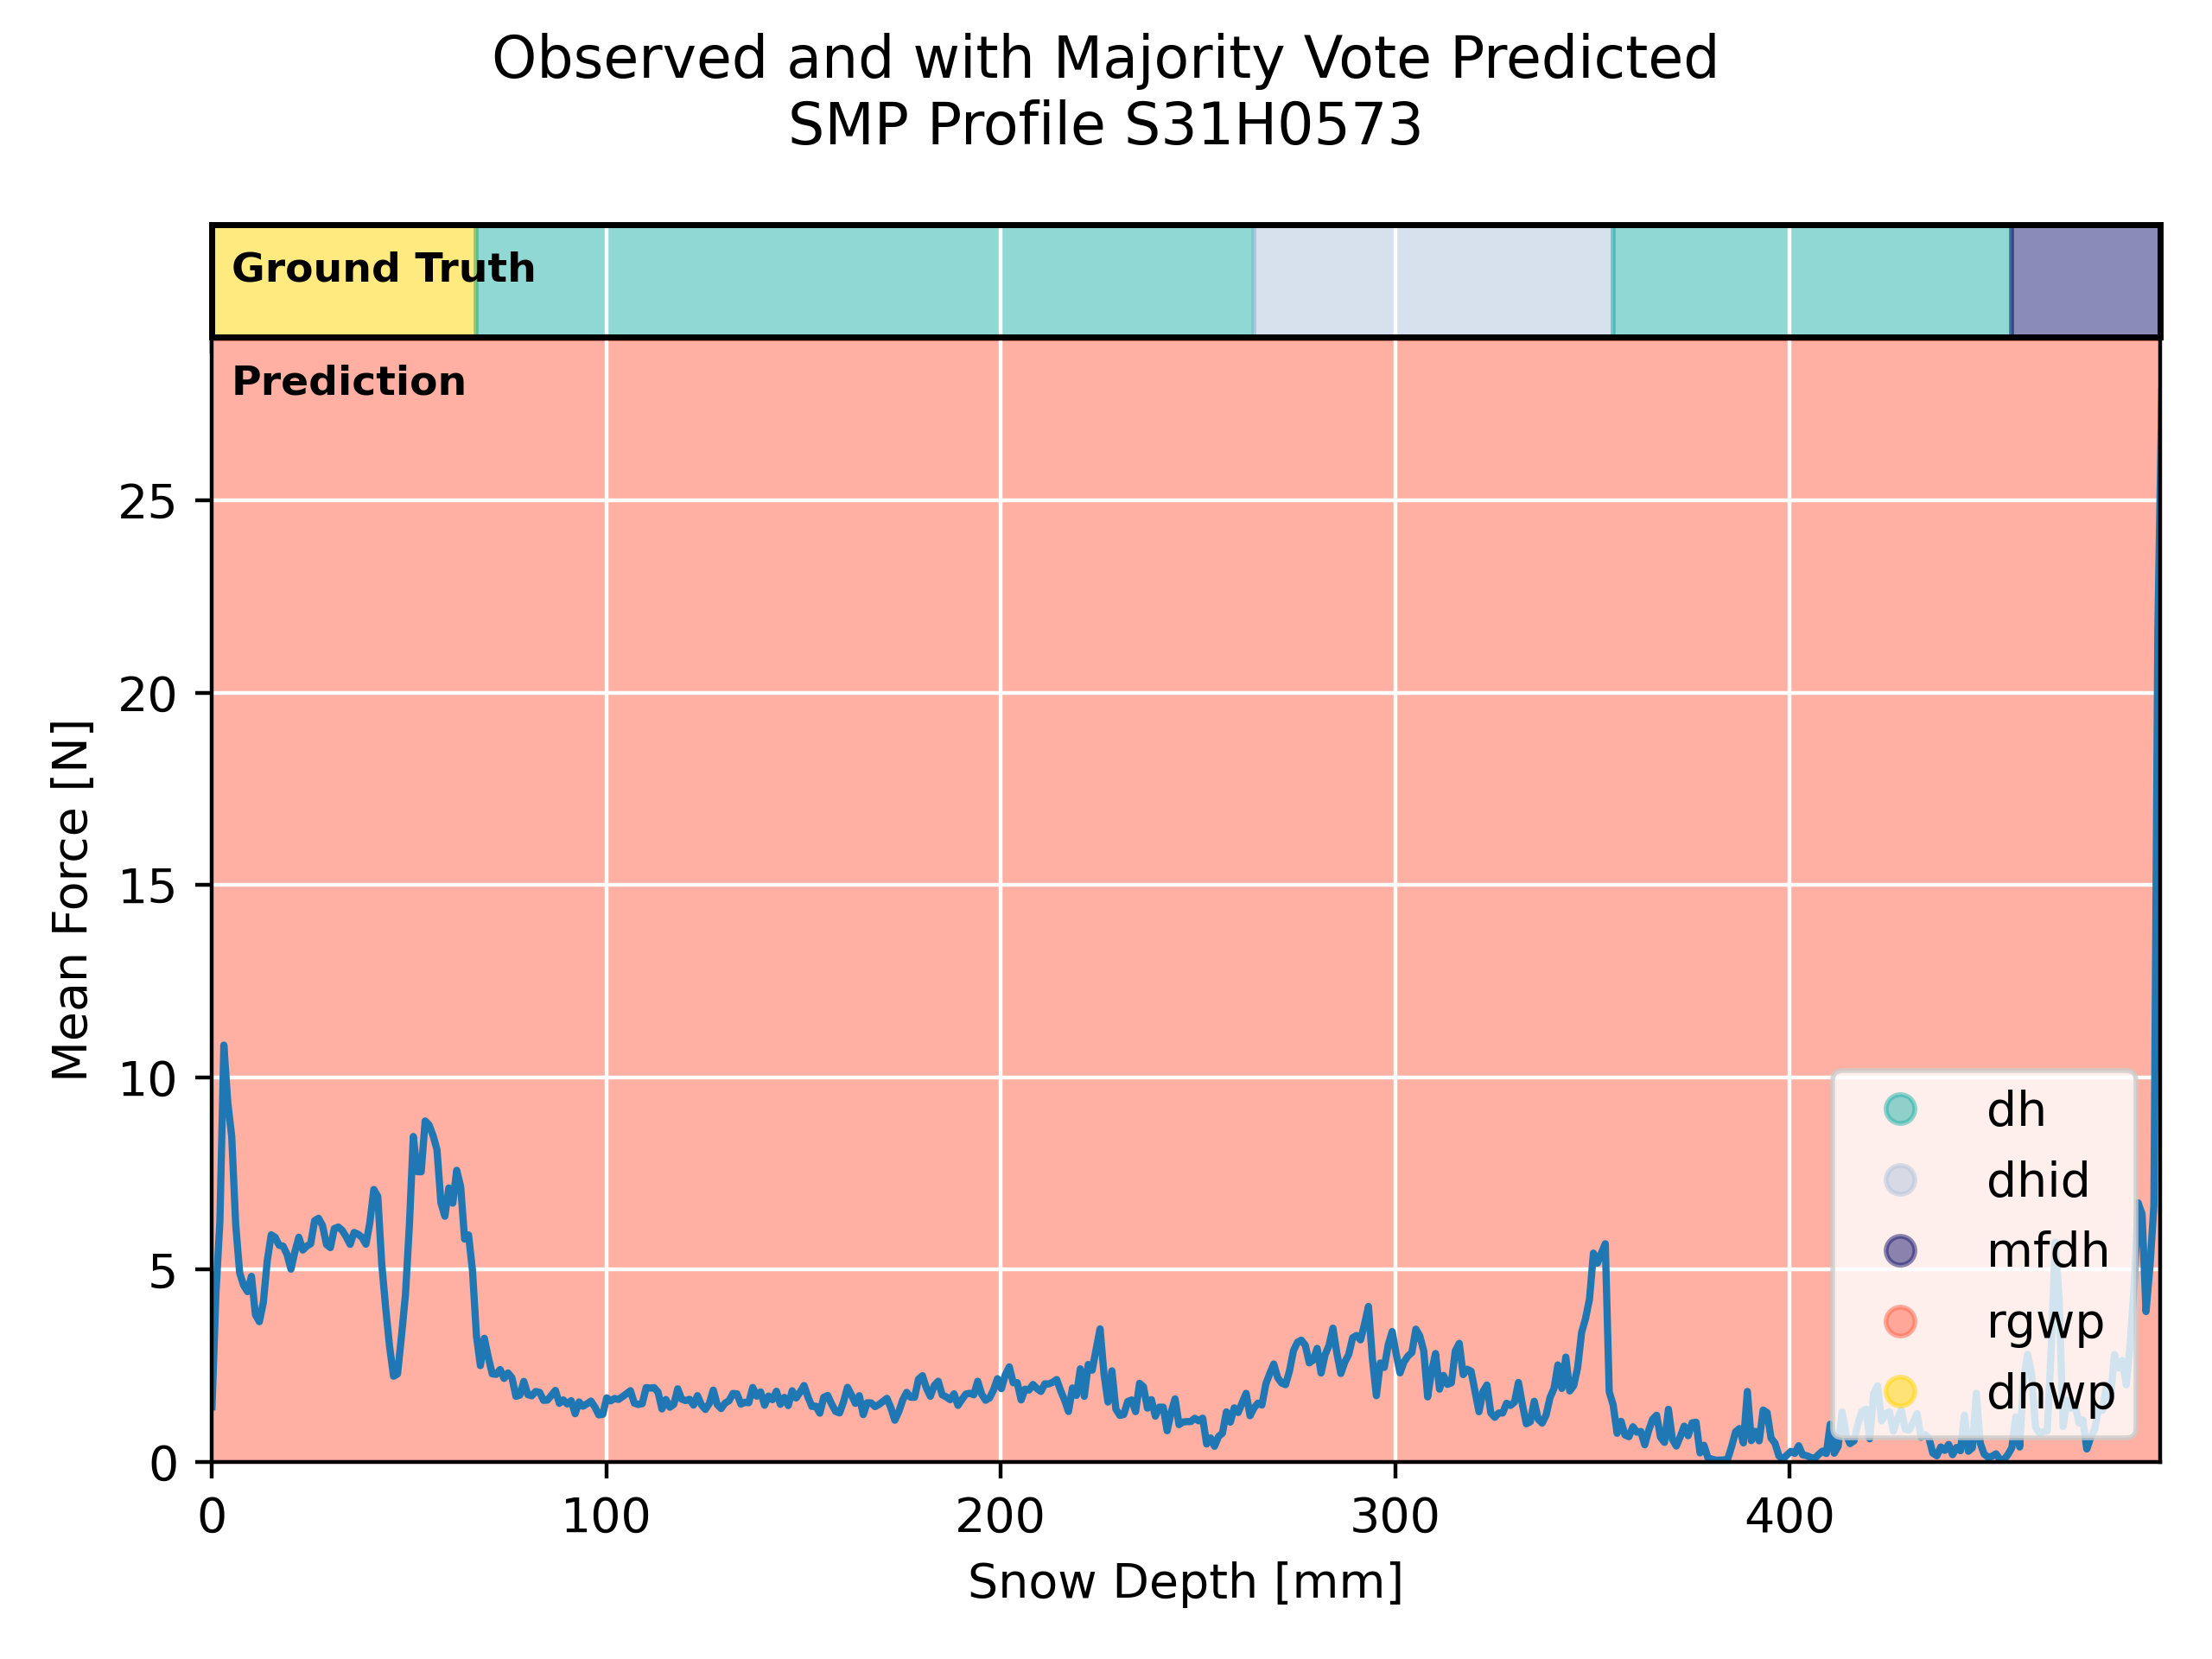 Observed and with Majority Vote Predicted
SMP Profile S31H0573
Ground Truth
Prediction
25
20
15
10
5
0
Mean Force [N]
0 100 200 300 400
Snow Depth [mm]
dh
dhid
mfdh
rgwp
dhwp